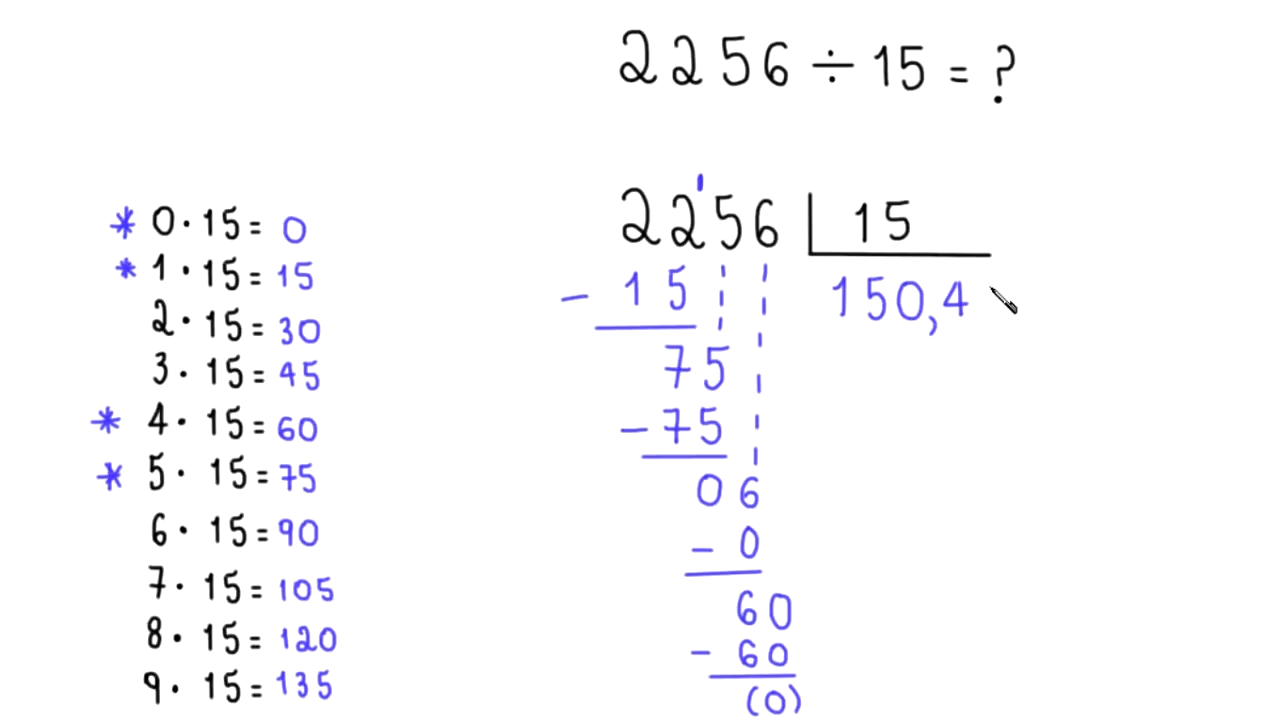 2256 ÷ 15 = ?
* 0 · 15 = 0
* 1 · 15 = 15
2 · 15 = 30
3 · 15 = 45
* 4 · 15 = 60
* 5 · 15 = 75
6 · 15 = 90
7 · 15 = 105
8 · 15 = 120
9 · 15 = 135
22'56 | 15
- 15 150,4
75
- 75
06
- 0
60
- 60
(0)